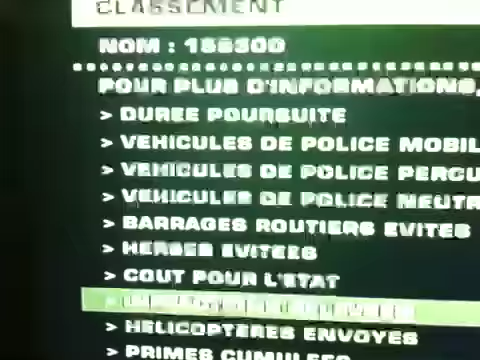 CLASSEMENT
NOM : 188300
POUR PLUS D'INFORMATIONS,
> DUREE POURSUITE
> VEHICULES DE POLICE MOBIL
> VEHICULES DE POLICE PERCU
> VEHICULES DE POLICE NEUTR
> BARRAGES ROUTIERS EVITES
> HERSES EVITEES
> COUT POUR L'ETAT
> HELICOPTERES ENVOYES
> PRIMES CUMULEES